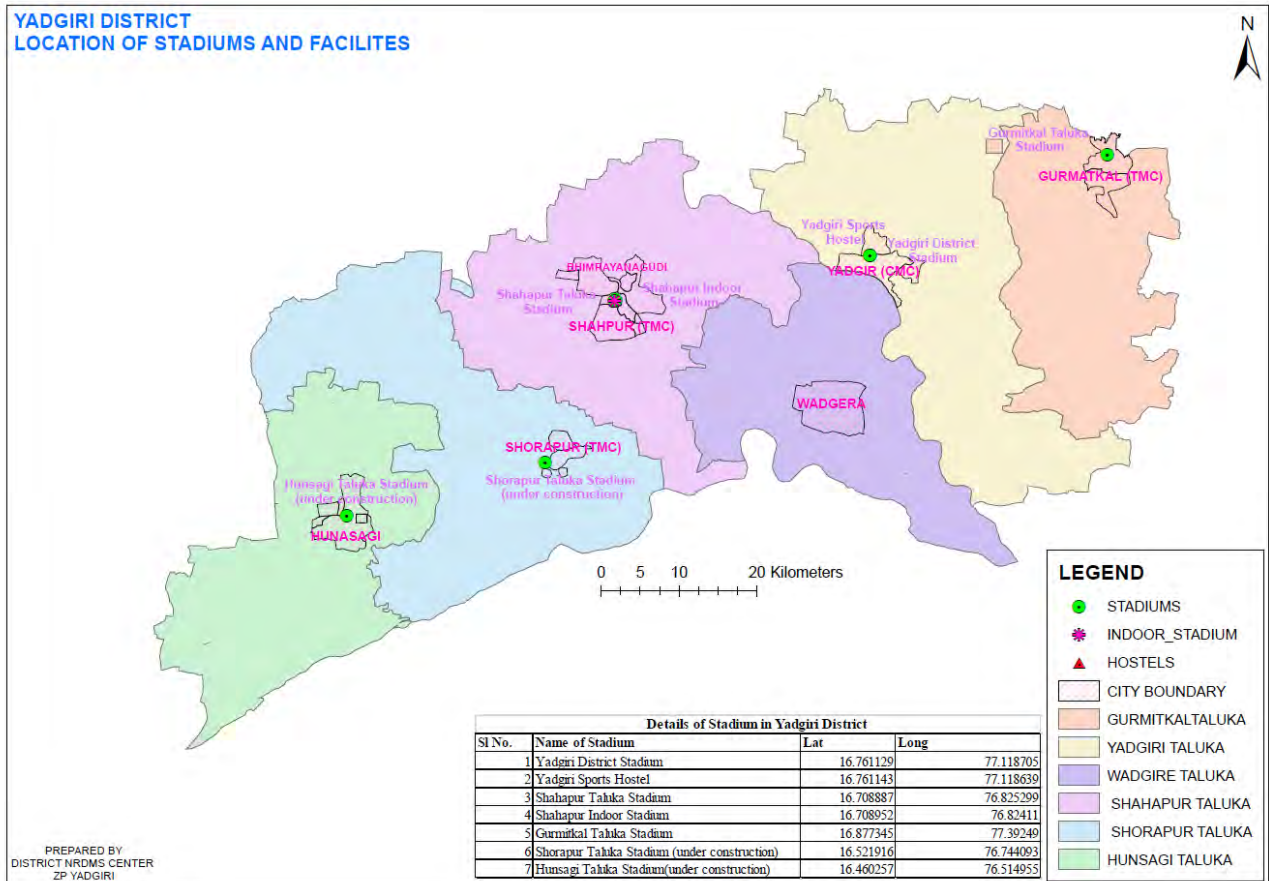 YADGIRI DISTRICT
LOCATION OF STADIUMS AND FACILITES
N
Gurmitkal Taluka
Stadium
GURMATKAL (TMC)
Yadgiri Sports
Hostel
Yadgiri District
Stadium
YADGIR (CMC)
BHIMRAYANAGUDI
Shahapur Taluka
Stadium
Shahapur Indoor
Stadium
SHAHPUR (TMC)
WADGERA
SHORAPUR (TMC)
Shorapur Taluka Stadium
(under construction)
Hunsagi Taluka Stadium
(under construction)
HUNASAGI
0 5 10 20 Kilometers
LEGEND
STADIUMS
INDOOR_STADIUM
HOSTELS
CITY BOUNDARY
GURMITKALTALUKA
YADGIRI TALUKA
WADGIRE TALUKA
SHAHAPUR TALUKA
SHORAPUR TALUKA
HUNSAGI TALUKA
Details of Stadium in Yadgiri District
Sl No. Name of Stadium Lat Long
1 Yadgiri District Stadium 16.761129 77.118705
2 Yadgiri Sports Hostel 16.761143 77.118639
3 Shahapur Taluka Stadium 16.708887 76.825299
4 Shahapur Indoor Stadium 16.708952 76.82411
5 Gurmitkal Taluka Stadium 16.877345 77.39249
6 Shorapur Taluka Stadium (under construction) 16.521916 76.744093
7 Hunsagi Taluka Stadium(under construction) 16.460257 76.514955
PREPARED BY
DISTRICT NRDMS CENTER
ZP YADGIRI